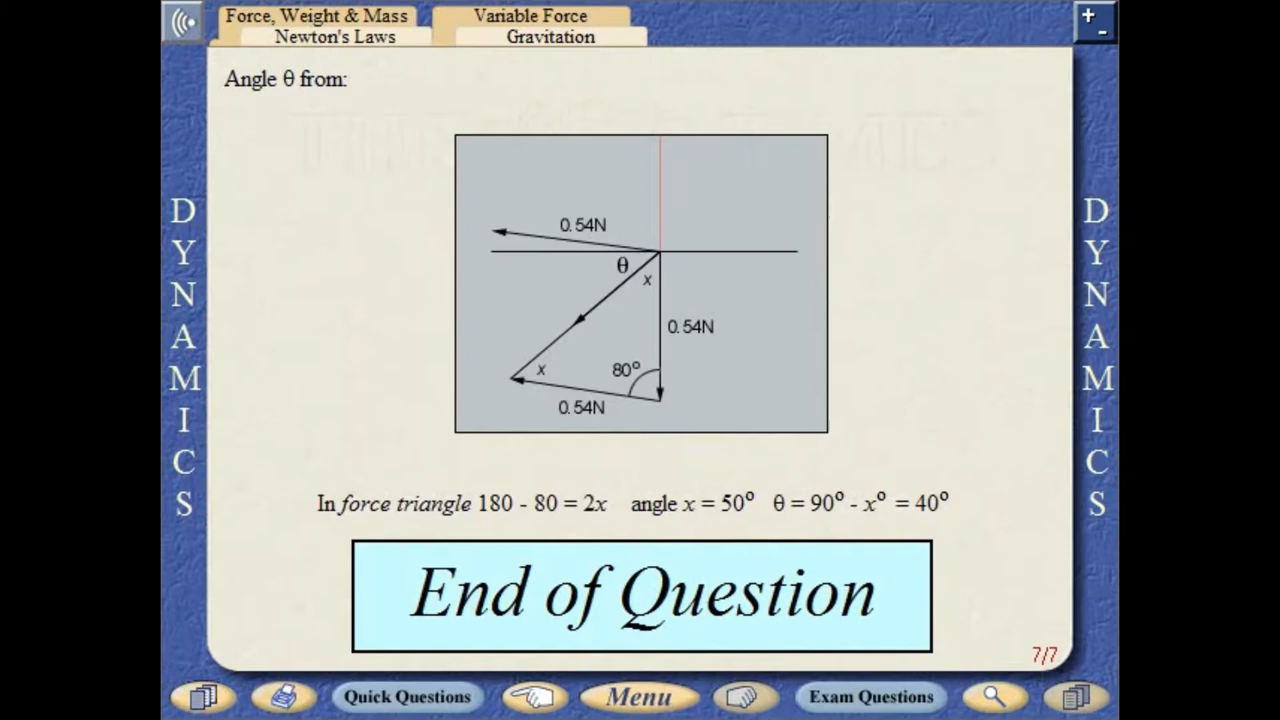 Force, Weight & Mass
Variable Force
+
-
Newton's Laws
Gravitation
Angle θ from:
DYNAMICS
DYNAMICS
0.54N
θ
x
0.54N
80°
x
0.54N
In force triangle 180 - 80 = 2x angle x = 50° θ = 90° - x° = 40°
End of Question
7/7
Quick Questions
Menu
Exam Questions